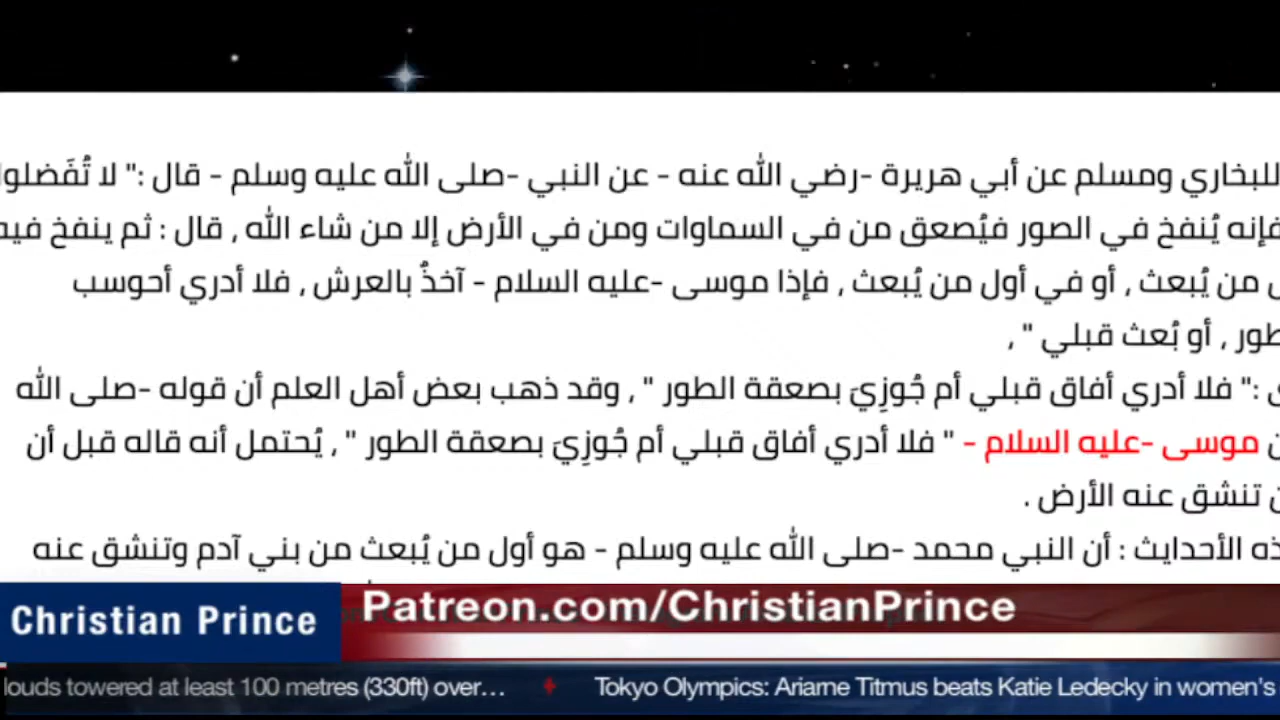 للبخاري ومسلم عن أبي هريرة -رضي الله عنه - عن النبي -صلى الله عليه وسلم - قال :" لا تُفَضلوا
فإنه يُنفخ في الصور فيُصعق من في السماوات ومن في الأرض إلا من شاء الله , قال : ثم ينفخ فيه
من يُبعث , أو في أول من يُبعث , فإذا موسى -عليه السلام - آخذٌ بالعرش , فلا أدري أحوسب
أو بُعث قبلي " ,
:" فلا أدري أفاق قبلي أم جُوزِيَ بصعقة الطور " , وقد ذهب بعض أهل العلم أن قوله -صلى الله
موسى -عليه السلام - " فلا أدري أفاق قبلي أم جُوزِيَ بصعقة الطور " , يُحتمل أنه قاله قبل أن
تنشق عنه الأرض .
الأحاديث : أن النبي محمد -صلى الله عليه وسلم - هو أول من يُبعث من بني آدم وتنشق عنه
Christian Prince
Patreon.com/ChristianPrince
towered at least 100 metres (330ft) over… Tokyo Olympics: Ariarne Titmus beats Katie Ledecky in women's